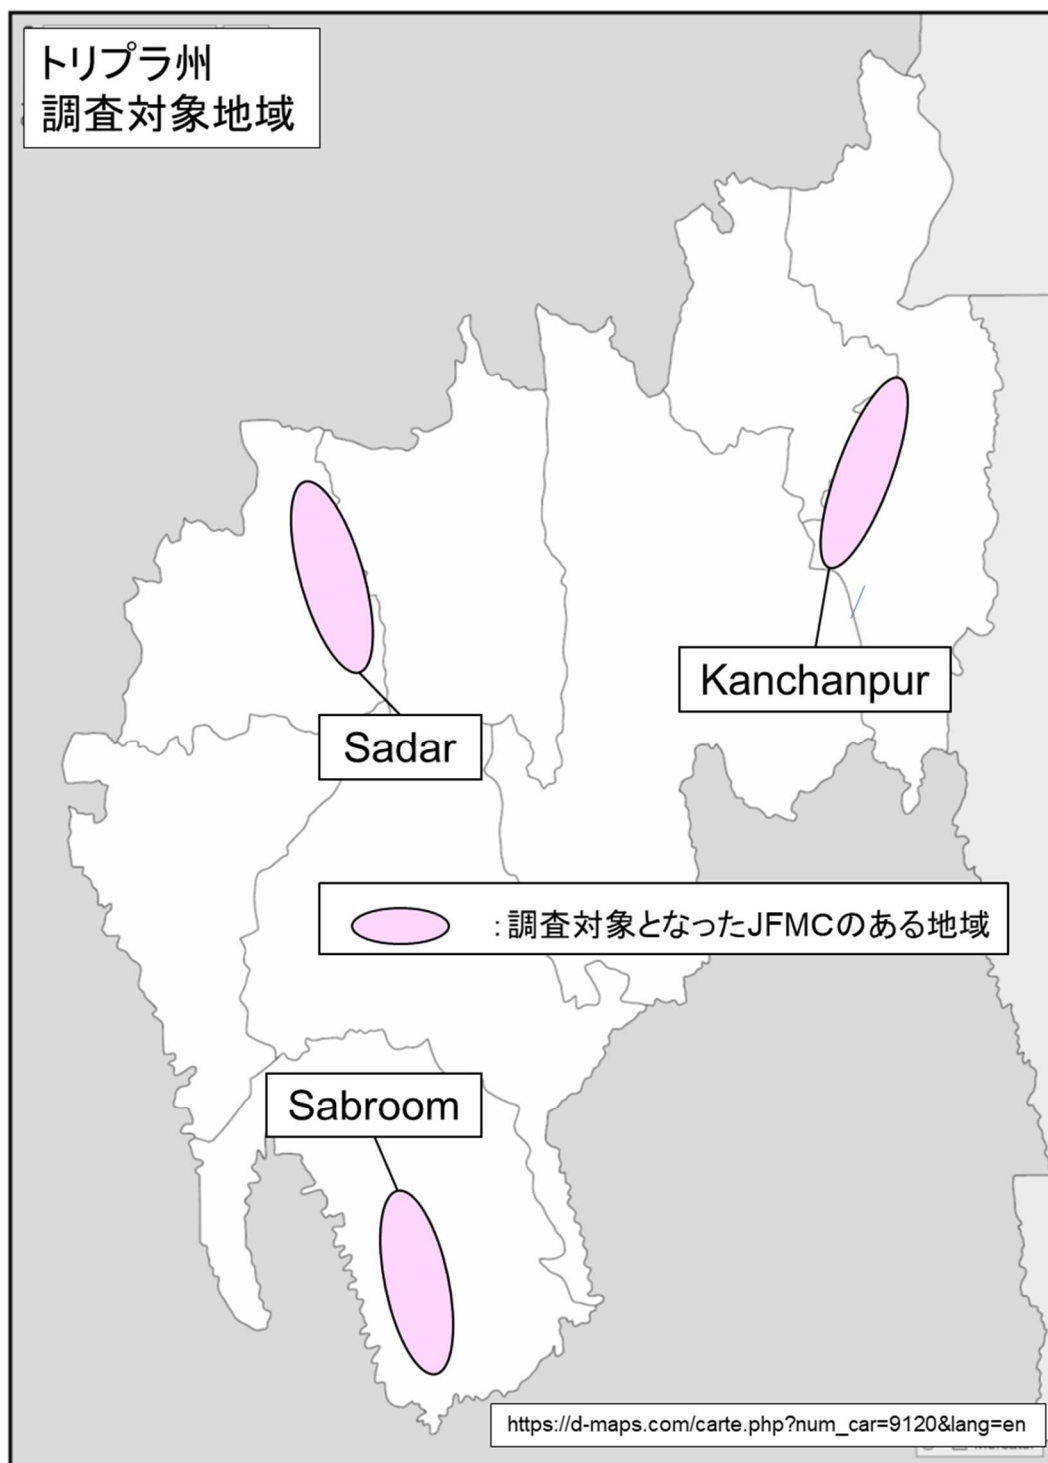 トリプラ州
調査対象地域
Kanchanpur
Sadar
:調査対象となったJFMCのある地域
Sabroom
https://d-maps.com/carte.php?num_car=9120&lang=en